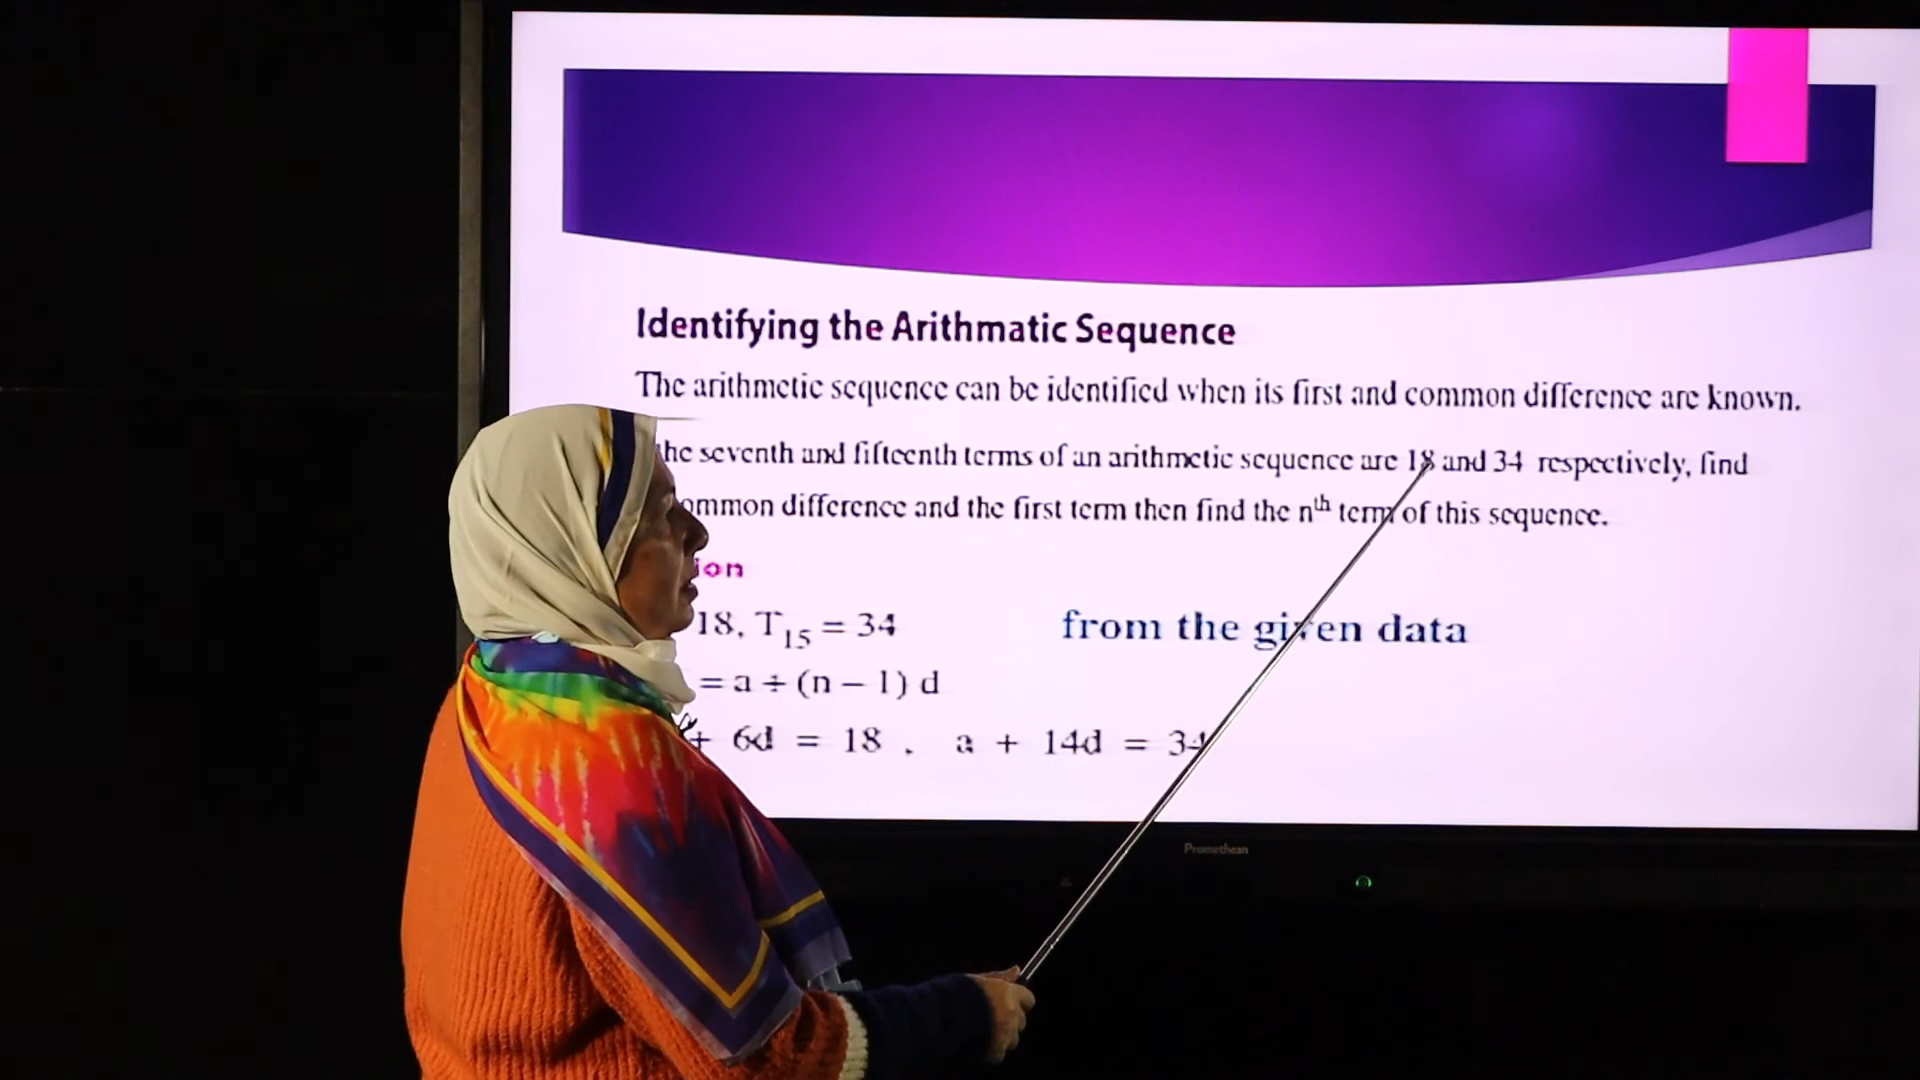 Identifying the Arithmatic Sequence
The arithmetic sequence can be identified when its first and common difference are known.
the seventh and fifteenth terms of an arithmetic sequence are 18 and 34 respectively, find
common difference and the first term then find the nth term of this sequence.
ion
18, T15 = 34 from the given data
= a + (n – 1) d
+ 6d = 18 , a + 14d = 34
Promethean